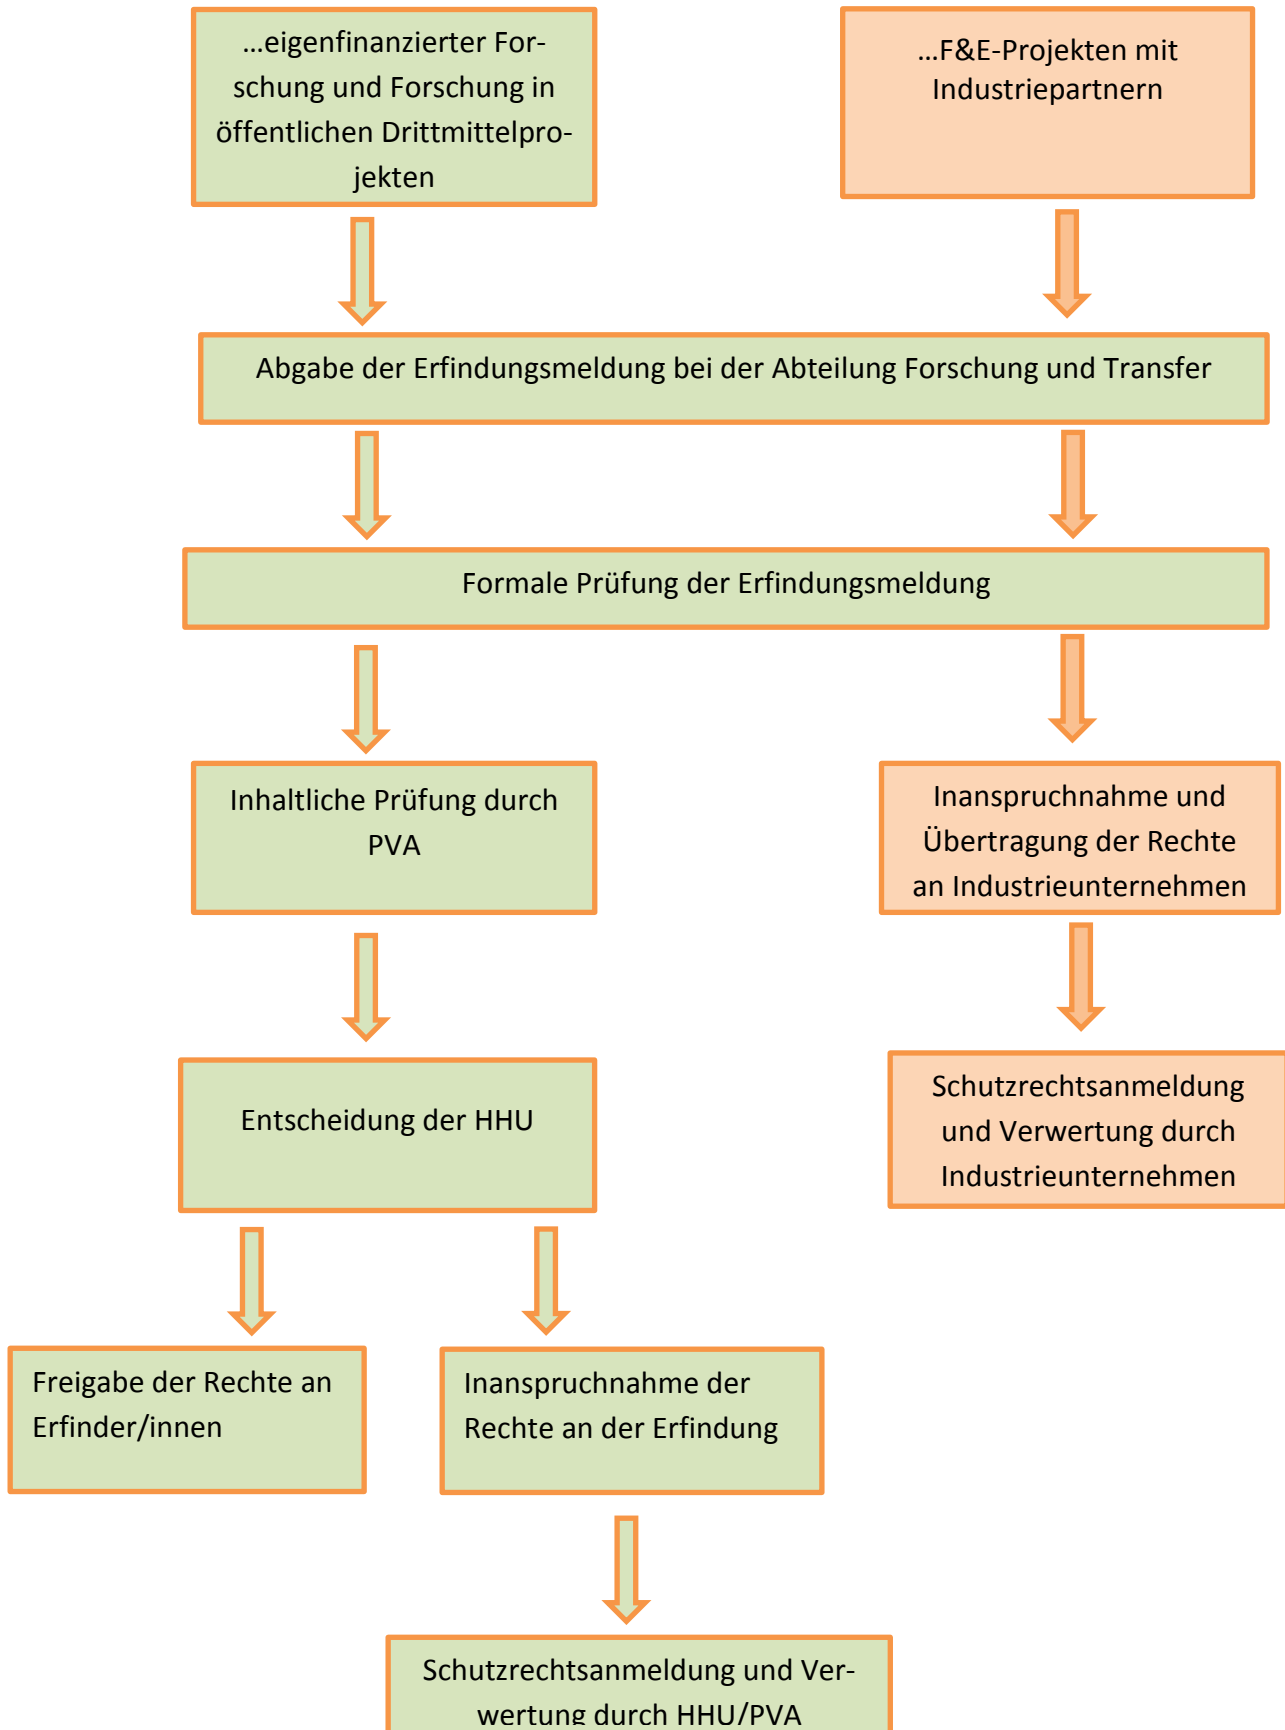 …eigenfinanzierter For-
schung und Forschung in
öffentlichen Drittmittelpro-
jekten
…F&E-Projekten mit
Industriepartnern
Abgabe der Erfindungsmeldung bei der Abteilung Forschung und Transfer
Formale Prüfung der Erfindungsmeldung
Inhaltliche Prüfung durch
PVA
Inanspruchnahme und
Übertragung der Rechte
an Industrieunternehmen
Entscheidung der HHU
Schutzrechtsanmeldung
und Verwertung durch
Industrieunternehmen
Freigabe der Rechte an
Erfinder/innen
Inanspruchnahme der
Rechte an der Erfindung
Schutzrechtsanmeldung und Ver-
wertung durch HHU/PVA